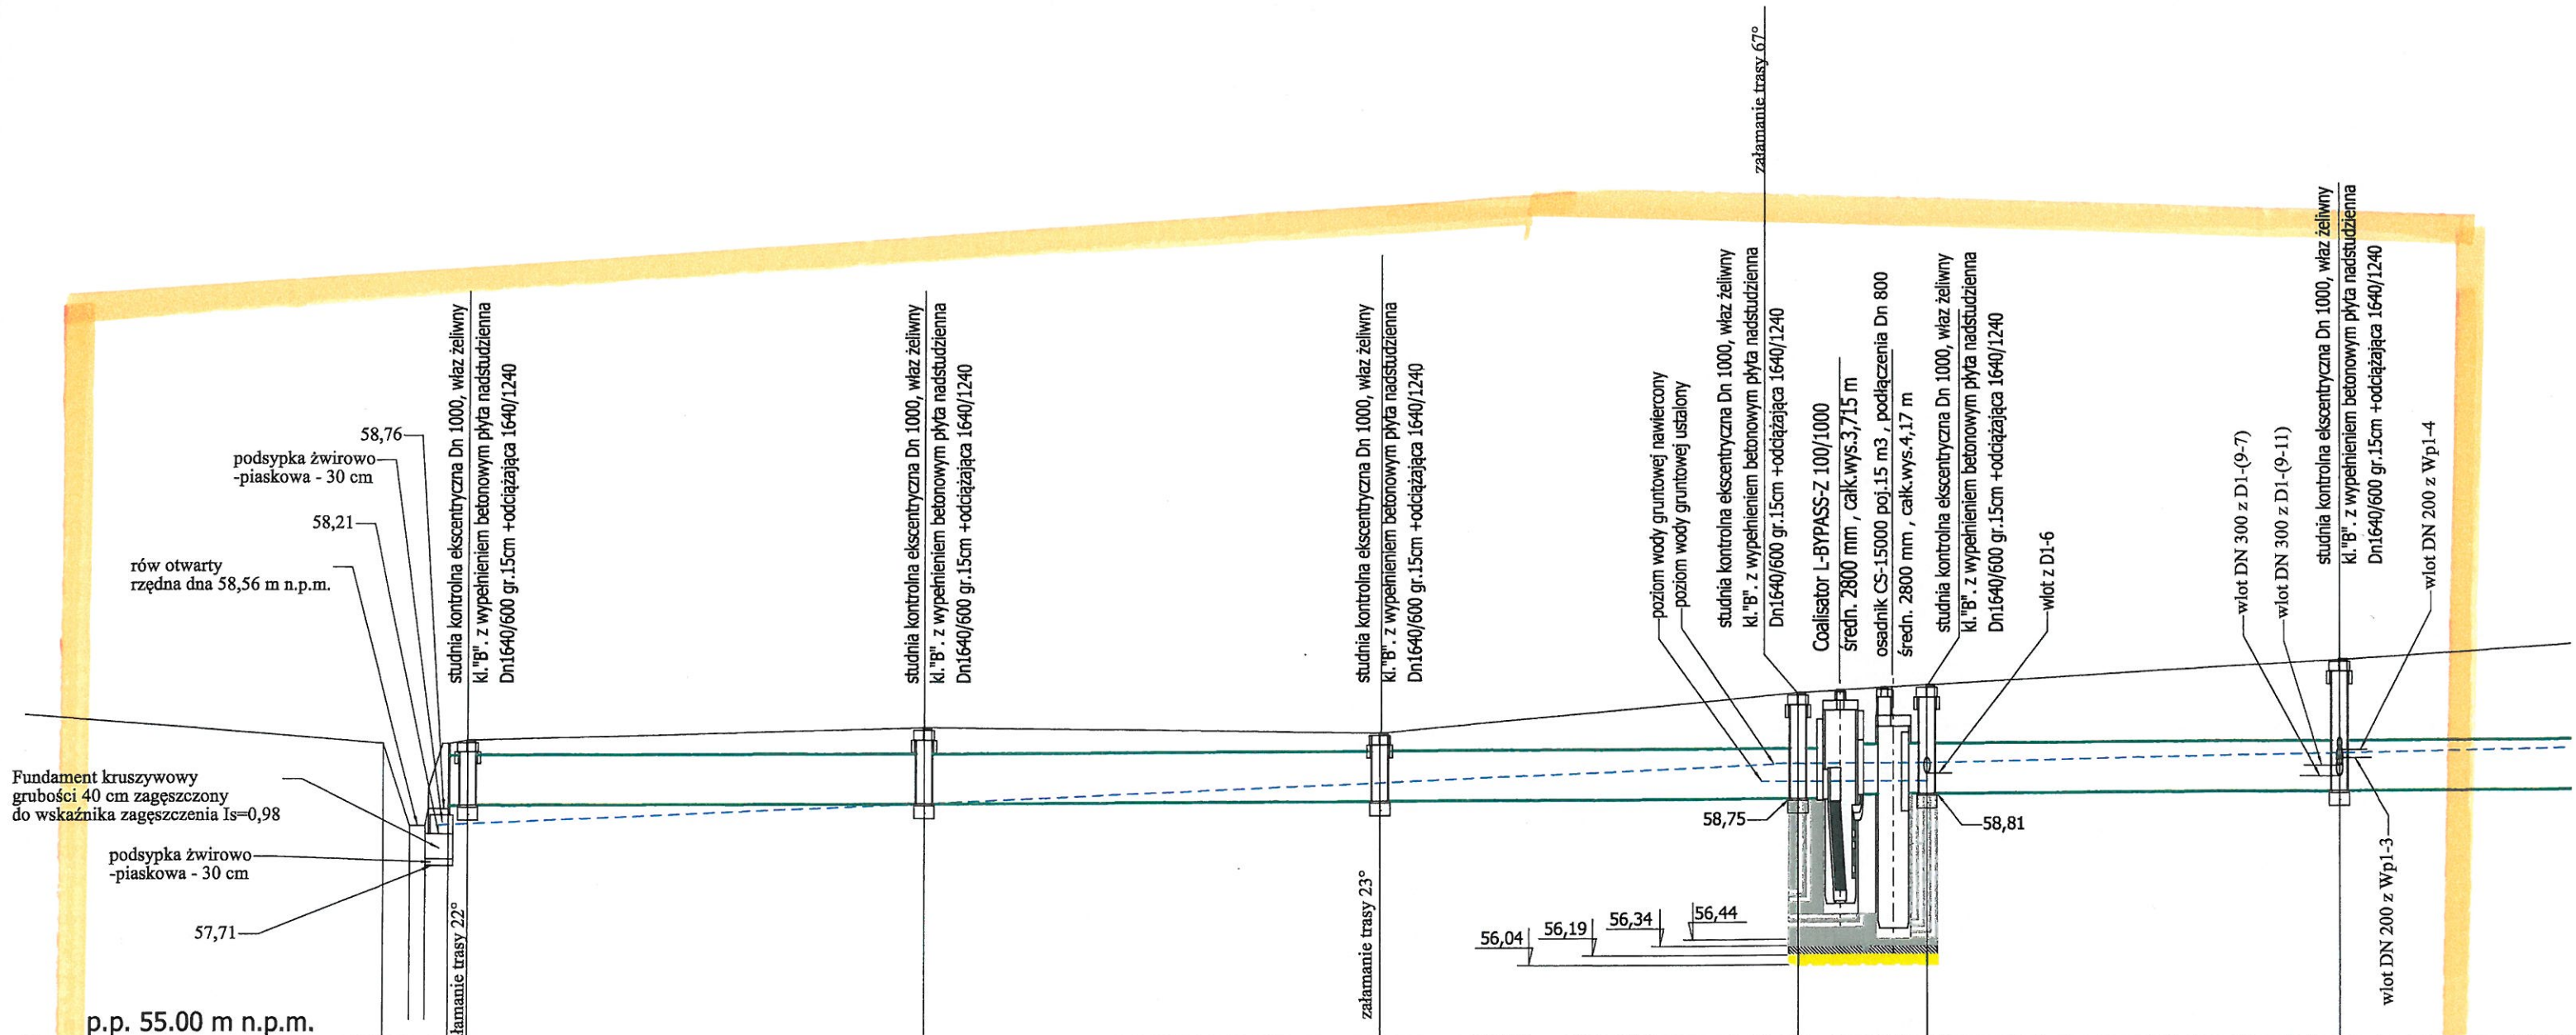 58,76
podsypka żwirowo
-piaskowa - 30 cm
58,21
rów otwarty
rzędna dna 58,56 m n.p.m.
Fundament kruszywowy
grubości 40 cm zagęszczony
do wskaźnika zagęszczenia Is=0,98
podsypka żwirowo
-piaskowa - 30 cm
57,71
p.p. 55.00 m n.p.m.
studnia kontrolna ekscentryczna Dn 1000, właz żeliwny
kl."B". z wypełnieniem betonowym płyta nadstudzienna
Dn1640/600 gr.15cm +odciążająca 1640/1240
załamanie trasy 22°
studnia kontrolna ekscentryczna Dn 1000, właz żeliwny
kl."B". z wypełnieniem betonowym płyta nadstudzienna
Dn1640/600 gr.15cm +odciążająca 1640/1240
studnia kontrolna ekscentryczna Dn 1000, właz żeliwny
kl."B". z wypełnieniem betonowym płyta nadstudzienna
Dn1640/600 gr.15cm +odciążająca 1640/1240
załamanie trasy 23°
poziom wody gruntowej nawiercony
poziom wody gruntowej ustalony
załamanie trasy 67°
studnia kontrolna ekscentryczna Dn 1000, właz żeliwny
kl."B". z wypełnieniem betonowym płyta nadstudzienna
Dn1640/600 gr.15cm +odciążająca 1640/1240
Coalisator L-BYPASS-Z 100/1000
średn. 2800 mm , całk.wys.3,715 m
osadnik CS-15000 poj.15 m3 , podłączenia Dn 800
średn. 2800 mm , całk.wys.4,17 m
studnia kontrolna ekscentryczna Dn 1000, właz żeliwny
kl."B". z wypełnieniem betonowym płyta nadstudzienna
Dn1640/600 gr.15cm +odciążająca 1640/1240
wlot z D1-6
58,75
58,81
56,04
56,19
56,34
56,44
wlot DN 300 z D1-(9-7)
wlot DN 300 z D1-(9-11)
studnia kontrolna ekscentryczna Dn 1000, właz żeliwny
kl."B". z wypełnieniem betonowym płyta nadstudzienna
Dn1640/600 gr.15cm +odciążająca 1640/1240
wlot DN 200 z Wp1-4
wlot DN 200 z Wp1-3